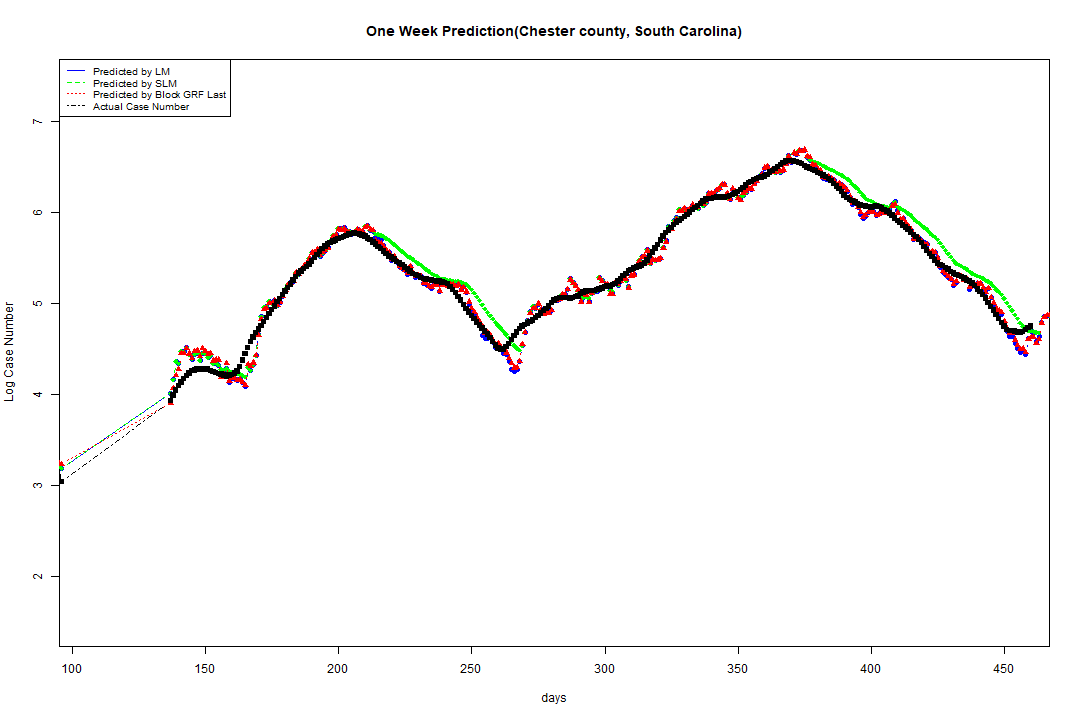 One Week Prediction(Chester county, South Carolina)
Predicted by LM
Predicted by SLM
Predicted by Block GRF Last
Actual Case Number
Log Case Number
7
6
5
4
3
2
100 150 200 250 300 350 400 450
days